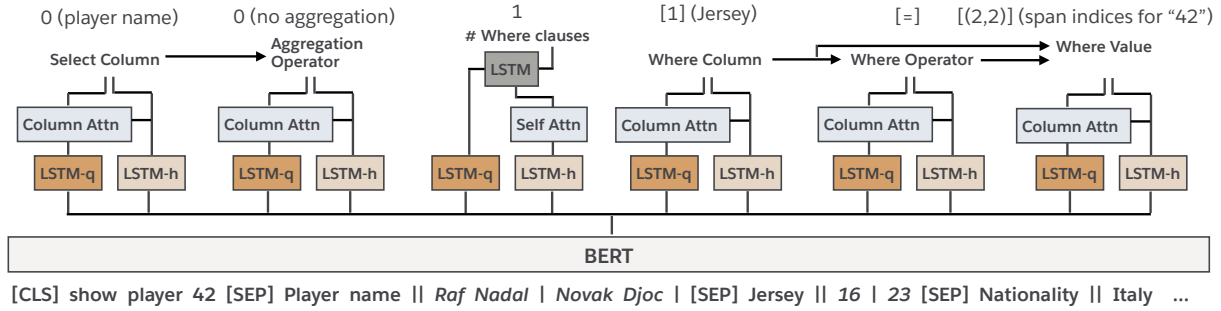 0 (player name) 0 (no aggregation) 1 [1] (Jersey) [=] [(2,2)] (span indices for “42”)
Select Column Aggregation Operator # Where clauses Where Column Where Operator Where Value
LSTM
Column Attn Column Attn Self Attn Column Attn Column Attn Column Attn
LSTM-q LSTM-h LSTM-q LSTM-h LSTM-q LSTM-h LSTM-q LSTM-h LSTM-q LSTM-h LSTM-q LSTM-h
BERT
[CLS] show player 42 [SEP] Player name || Raf Nadal | Novak Djoc | [SEP] Jersey || 16 | 23 [SEP] Nationality || Italy ...